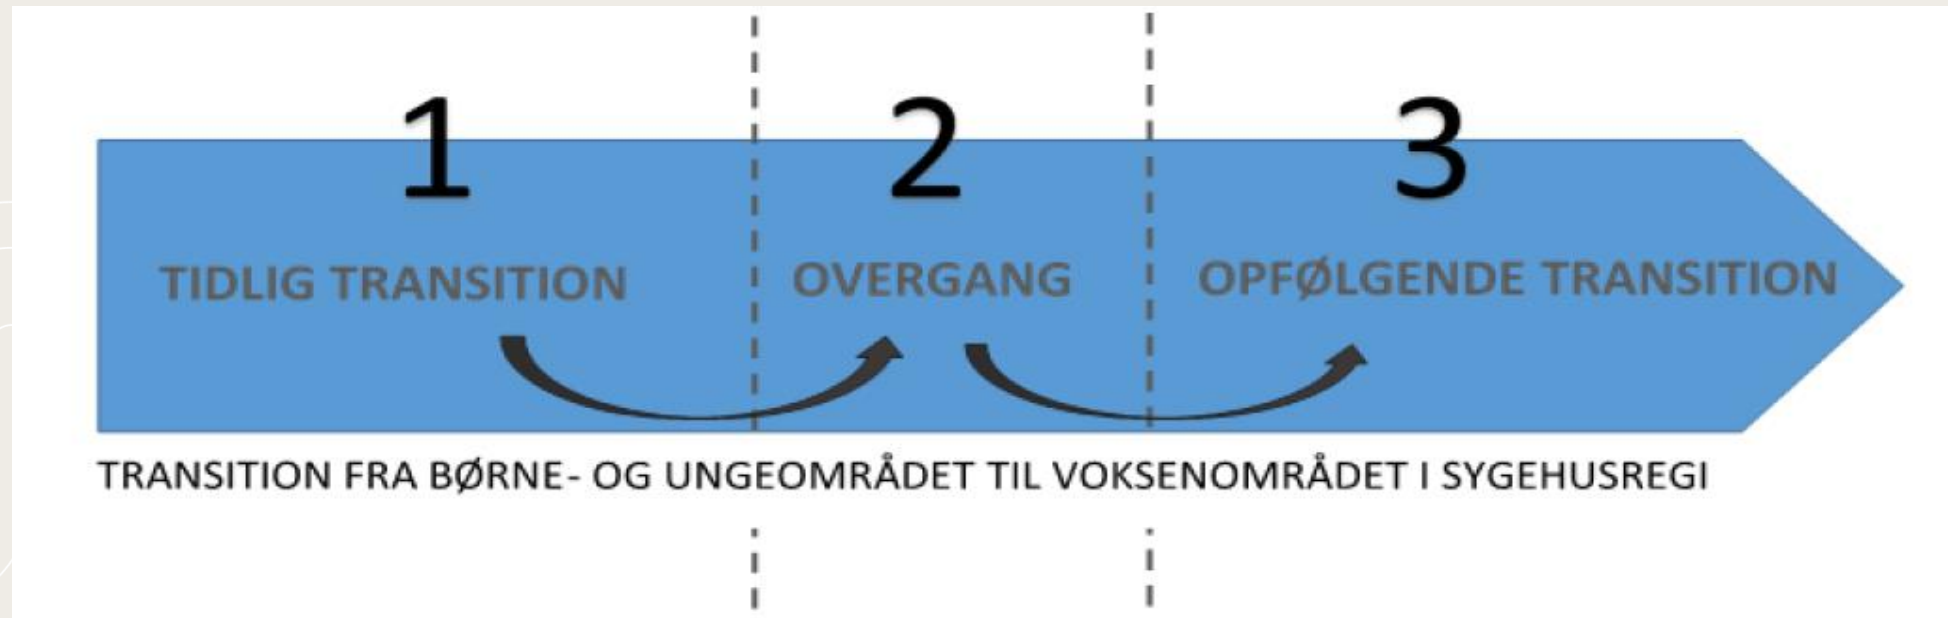 1
2
3
TIDLIG TRANSITION
OVERGANG
OPFØLGENDE TRANSITION
TRANSITION FRA BØRNE- OG UNGEOMRÅDET TIL VOKSENOMRÅDET I SYGEHUSREGI